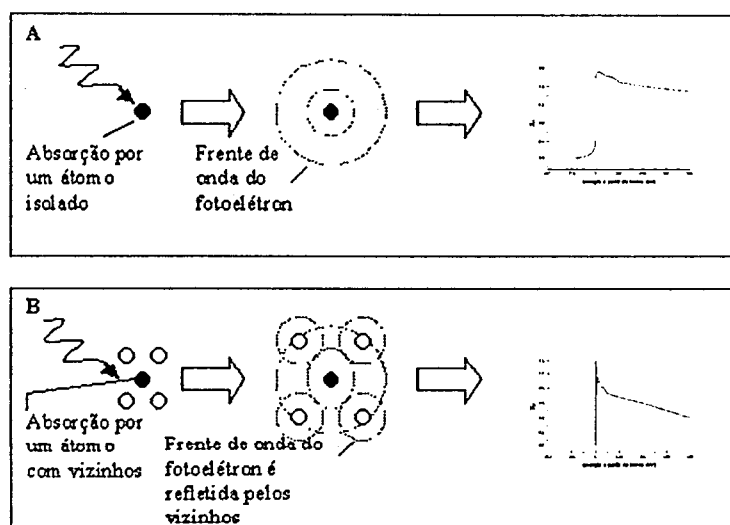 A
Absorção por
um átomo
isolado
Frente de
onda do
fotoelétron
B
Absorção por
um átomo
com vizinhos
Frente de onda do
fotoelétron é
refletida pelos
vizinhos